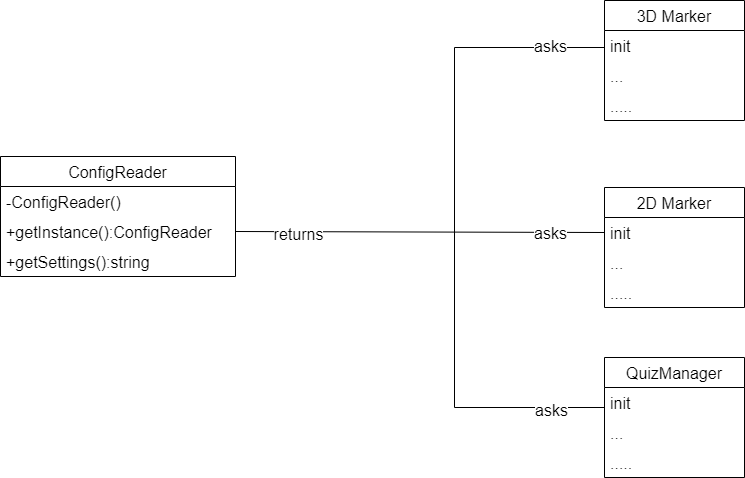 3D Marker
asks
init
...
.....
ConfigReader
-ConfigReader()
+getInstance():ConfigReader
+getSettings():string
returns
2D Marker
asks
init
...
.....
QuizManager
asks
init
...
.....